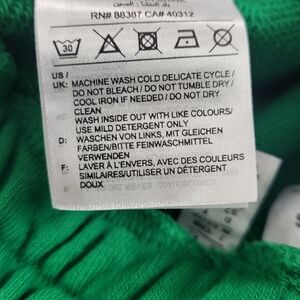 RN# 88387 CA# 40312
30
US /
UK: MACHINE WASH COLD DELICATE CYCLE /
DO NOT BLEACH / DO NOT TUMBLE DRY /
COOL IRON IF NEEDED / DO NOT DRY
CLEAN
WASH INSIDE OUT WITH LIKE COLOURS/
USE MILD DETERGENT ONLY
D: WASCHEN VON LINKS, MIT GLEICHEN
FARBEN/BITTE FEINWASCHMITTEL
VERWENDEN
F: LAVER À L'ENVERS, AVEC DES COULEURS
SIMILAIRES/UTILISER UN DÉTERGENT
DOUX